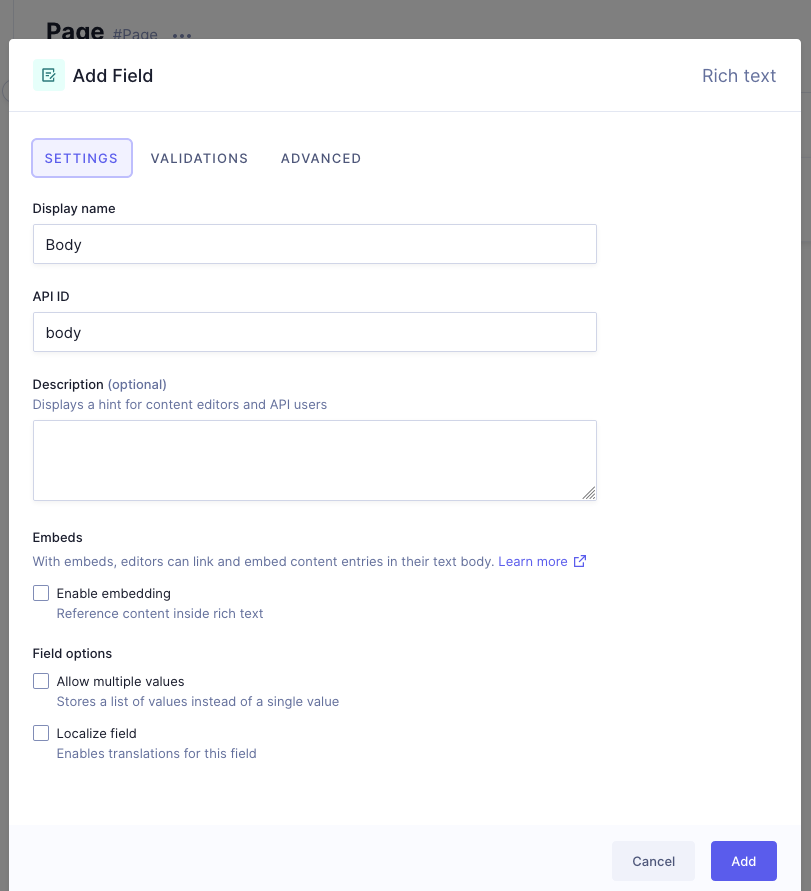 Page #Page ...
Add Field
Rich text
SETTINGS VALIDATIONS ADVANCED
Display name
Body
API ID
body
Description (optional)
Displays a hint for content editors and API users
Embeds
With embeds, editors can link and embed content entries in their text body. Learn more
Enable embedding
Reference content inside rich text
Field options
Allow multiple values
Stores a list of values instead of a single value
Localize field
Enables translations for this field
Cancel Add